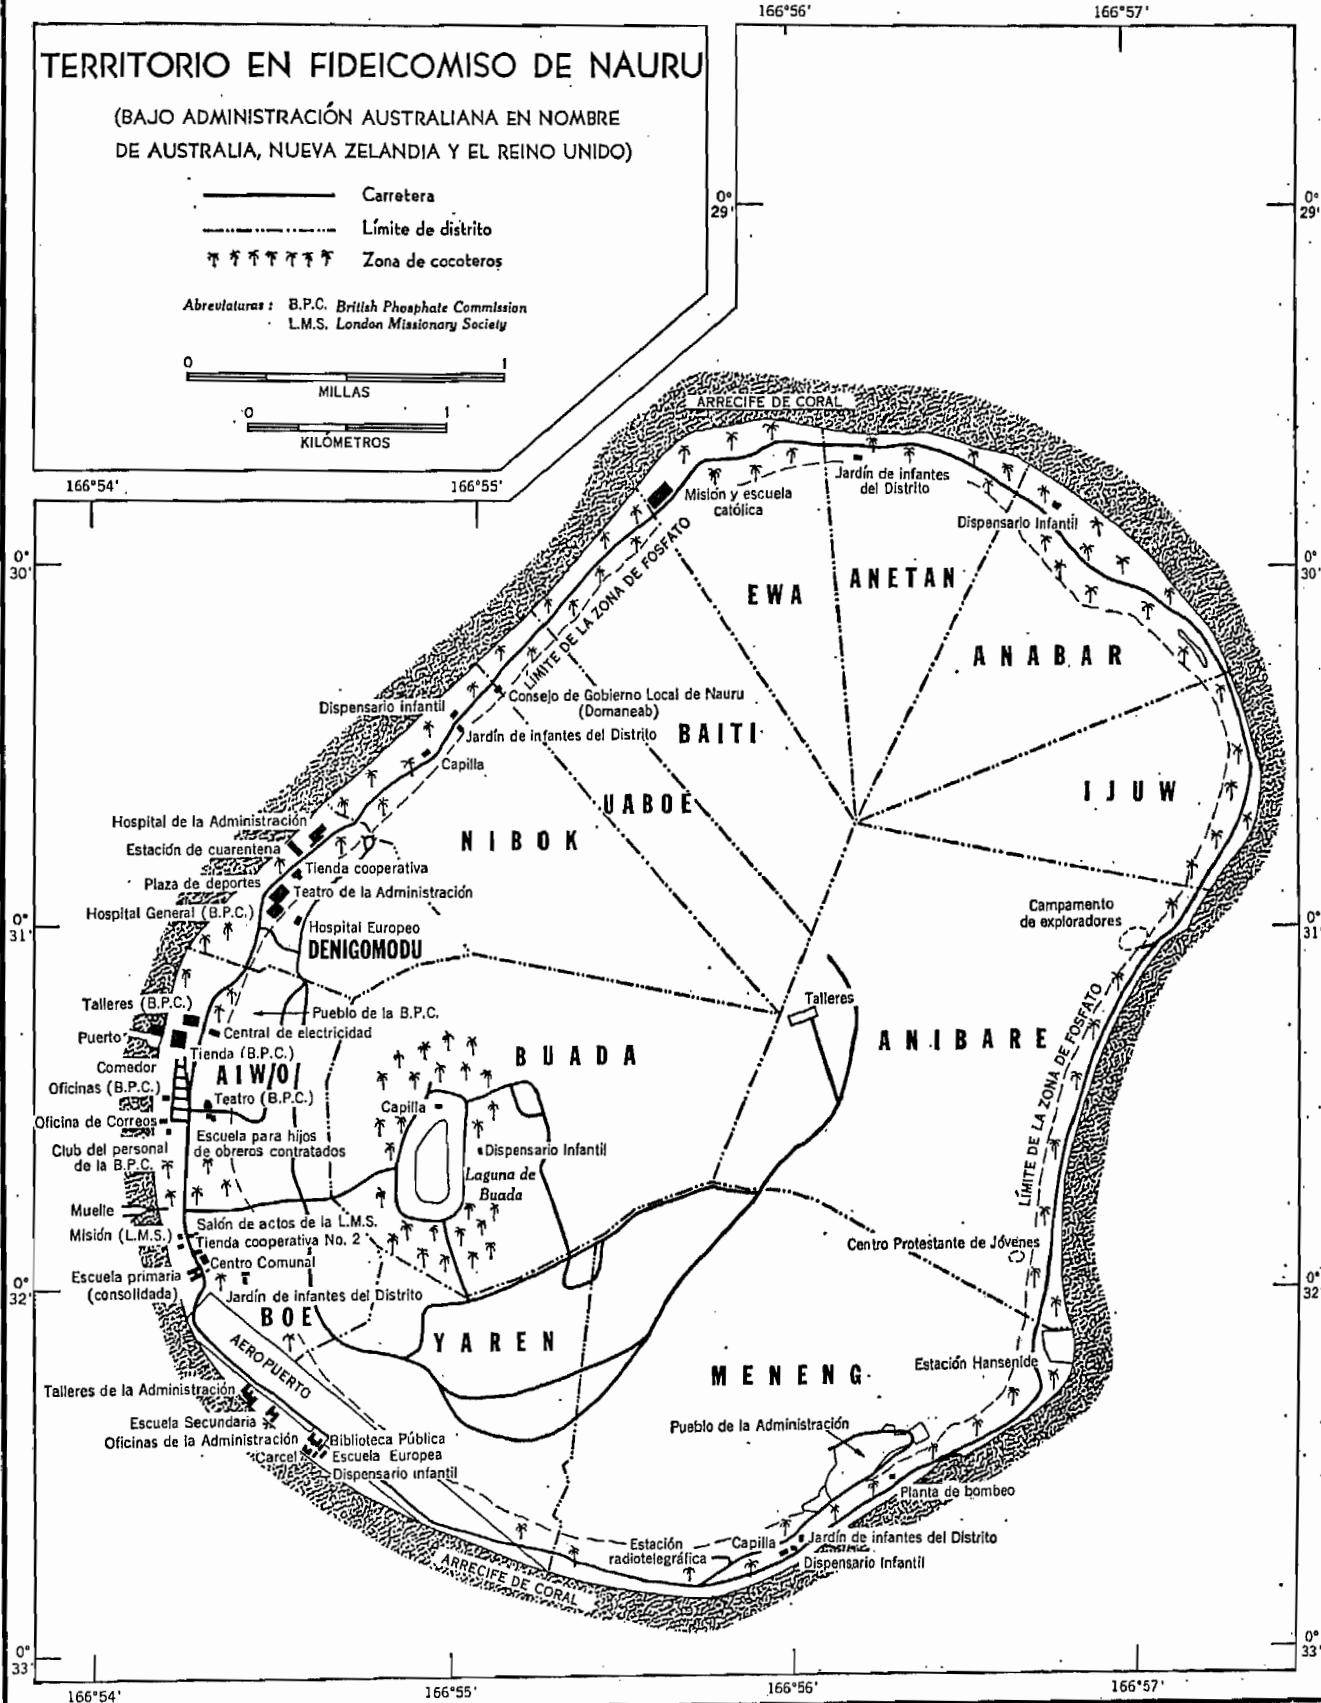 166°56'
166°57'
TERRITORIO EN FIDEICOMISO DE NAURU
(BAJO ADMINISTRACIÓN AUSTRALIANA EN NOMBRE
DE AUSTRALIA, NUEVA ZELANDIA Y EL REINO UNIDO)
Carretera
Límite de distrito
Zona de cocoteros
Abreviaturas: B.P.C. British Phosphate Commission
L.M.S. London Missionary Society
0 1
MILLAS
0 1
KILÓMETROS
0°
29'
0°
29'
166°54'
166°55'
ARRECIFE DE CORAL
Jardín de infantes
del Distrito
Misión y escuela
católica
Dispensario Infantil
0°
30'
0°
30'
LÍMITE DE LA ZONA DE FOSFATO
EWA
ANETAN
ANABAR
Consejo de Gobierno Local de Nauru
(Domaneab)
Dispensario infantil
Jardín de infantes del Distrito
BAITI
Capilla
IJUW
UABOE
NIBOK
Hospital de la Administración
Estación de cuarentena
Tienda cooperativa
Plaza de deportes
Teatro de la Administración
Hospital General (B.P.C.)
Hospital Europeo
DENIGOMODU
Campamento
de exploradores
0°
31'
0°
31'
Talleres (B.P.C.)
Pueblo de la B.P.C.
Talleres
Puerto
Central de electricidad
Tienda (B.P.C.)
ANIBARE
LÍMITE DE LA ZONA DE FOSFATO
BUADA
Comedor
AIWO
Oficinas (B.P.C.)
Teatro (B.P.C.)
Capilla
Oficina de Correos
Escuela para hijos
de obreros contratados
Club del personal
de la B.P.C.
Dispensario Infantil
Laguna de
Buada
Muelle
Salón de actos de la L.M.S.
Misión (L.M.S.)
Tienda cooperativa No. 2
Centro Protestante de Jóvenes
Centro Comunal
Escuela primaria
(consolidada)
Jardín de infantes del Distrito
0°
32'
0°
32'
BOE
AEROPUERTO
YAREN
MENENG
Estación Hanseníde
Talleres de la Administración
Escuela Secundaria
Pueblo de la Administración
Oficinas de la Administración
Biblioteca Pública
Carcel
Escuela Europea
Dispensario infantil
Planta de bombeo
Estación
radiotelegráfica
Capilla
Jardín de infantes del Distrito
Dispensario Infantil
ARRECIFE DE CORAL
0°
33'
0°
33'
166°54'
166°55'
166°56'
166°57'